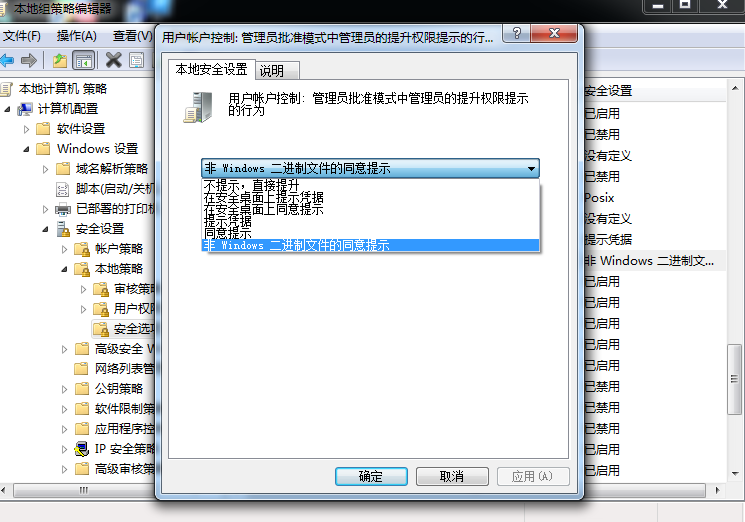 本地组策略编辑器
文件(F) 操作(A) 查看(V)
本地计算机 策略
计算机配置
软件设置
Windows 设置
域名解析策略
脚本(启动/关机
已部署的打印机
安全设置
帐户策略
本地策略
审核策略
用户权限
安全选项
高级安全 W
网络列表管
公钥策略
软件限制策
应用程序控
IP 安全策略
高级审核策
用户帐户控制: 管理员批准模式中管理员的提升权限提示的行...
本地安全设置 说明
用户帐户控制: 管理员批准模式中管理员的提升权限提示
的行为
非 Windows 二进制文件的同意提示
不提示，直接提升
在安全桌面上提示凭据
在安全桌面上同意提示
提示凭据
同意提示
非 Windows 二进制文件的同意提示
确定 取消 应用(A)
安全设置
已启用
已禁用
没有定义
已禁用
Posix
没有定义
提示凭据
非 Windows 二进制文...
已启用
已启用
已启用
已启用
已启用
已禁用
已禁用
已禁用
已启用
已启用